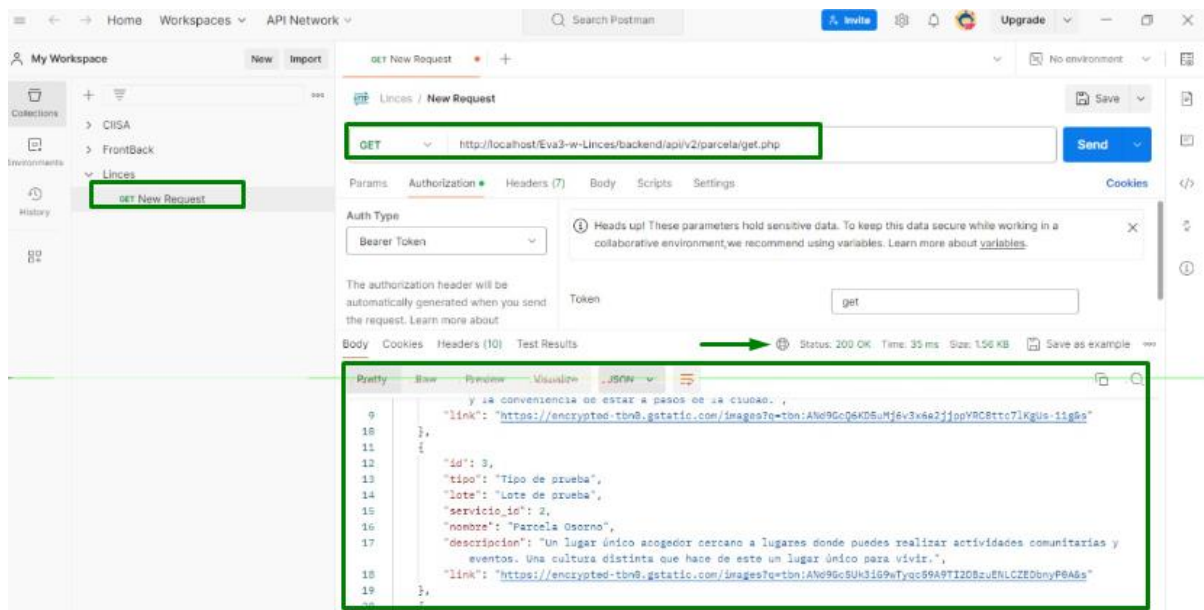 Home Workspaces API Network Search Postman Invite Upgrade
My Workspace New Import GET New Request No environment
Collections Linces / New Request Save
CIISA
Environments FrontBack GET http://localhost/Eva3-w-Linces/backend/api/v2/parcela/get.php Send
Linces
History GET New Request Params Authorization Headers (7) Body Scripts Settings Cookies
Auth Type
Bearer Token
Heads up! These parameters hold sensitive data. To keep this data secure while working in a
collaborative environment, we recommend using variables. Learn more about variables.
The authorization header will be
automatically generated when you send
the request. Learn more about
Token get
Body Cookies Headers (10) Test Results Status: 200 OK Time: 35 ms Size: 1.56 KB Save as example
Pretty Raw Preview Visualize JSON
y la conveniencia de estar a pasos de la ciudad.",
9 "link": "https://encrypted-tbn0.gstatic.com/images?q=tbn:
10 },
11 {
12 "id": 3,
13 "tipo": "Tipo de prueba",
14 "lote": "Lote de prueba",
15 "servicio_id": 2,
16 "nombre": "Parcela Osorno",
17 "descripcion": "Un lugar único acogedor cercano a lugares donde puedes realizar actividades comunitarias y
eventos. Una cultura distinta que hace de este un lugar único para vivir.",
18 "link": "https://encrypted-tbn0.gstatic.com/images?q=tbn:
19 },
20 {